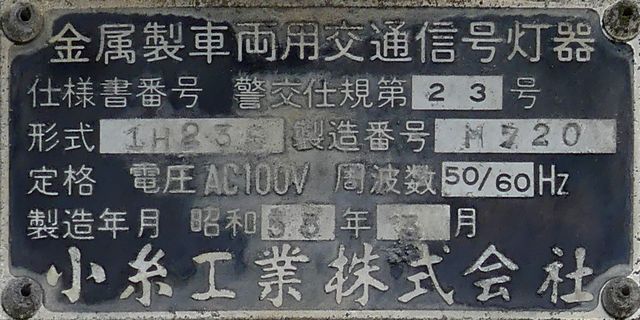 金属製車両用交通信号灯器
仕様書番号 警交仕規第23号
形式 1H23 製造番号 M720
定格 電圧AC100V 周波数50/60Hz
製造年月 昭和 年 月
小糸工業株式会社